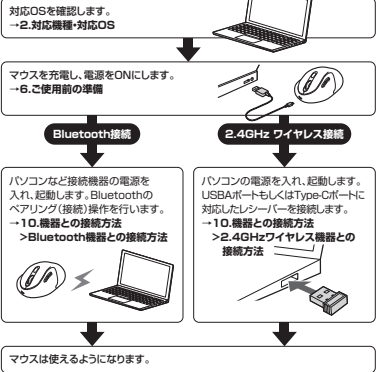 対応OSを確認します。
→2.対応機種・対応OS
マウスを充電し、電源をONにします。
→6.ご使用前の準備
Bluetooth接続
2.4GHz ワイヤレス接続
パソコンなど接続機器の電源を
入れ、起動します。Bluetoothの
ペアリング(接続)操作を行います。
→10.機器との接続方法
>Bluetooth機器との接続方法
パソコンの電源を入れ、起動します。
USBAポートもしくはType-Cポートに
対応したレシーバーを接続します。
→10.機器との接続方法
>2.4GHzワイヤレス機器との
接続方法
マウスは使えるようになります。